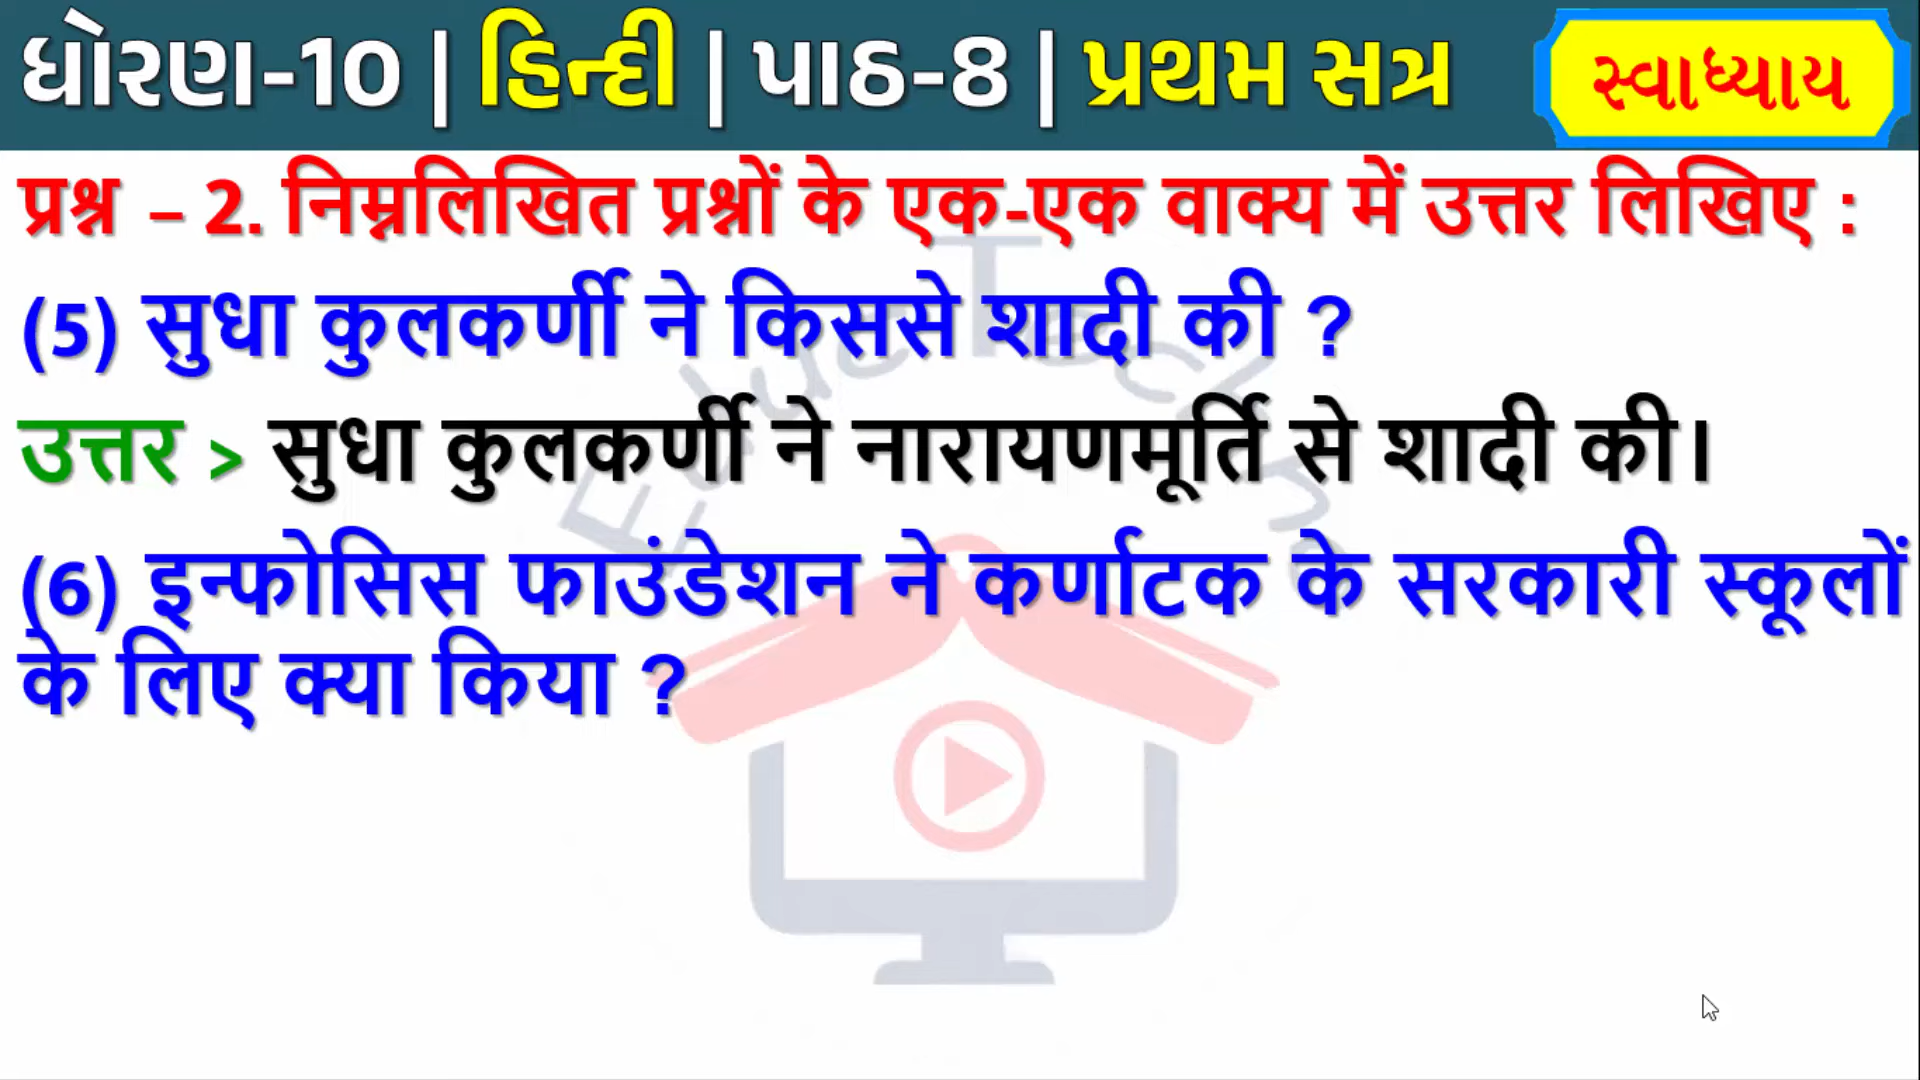 ધોરણ-10 | હિન્દી | પાઠ-8 | પ્રથમ સત્ર
સ્વાધ્યાય
प्रश्न – 2. निम्नलिखित प्रश्नों के एक-एक वाक्य में उत्तर लिखिए :
(5) सुधा कुलकर्णी ने किससे शादी की ?
उत्तर > सुधा कुलकर्णी ने नारायणमूर्ति से शादी की।
(6) इन्फोसिस फाउंडेशन ने कर्णाटक के सरकारी स्कूलों
के लिए क्या किया ?